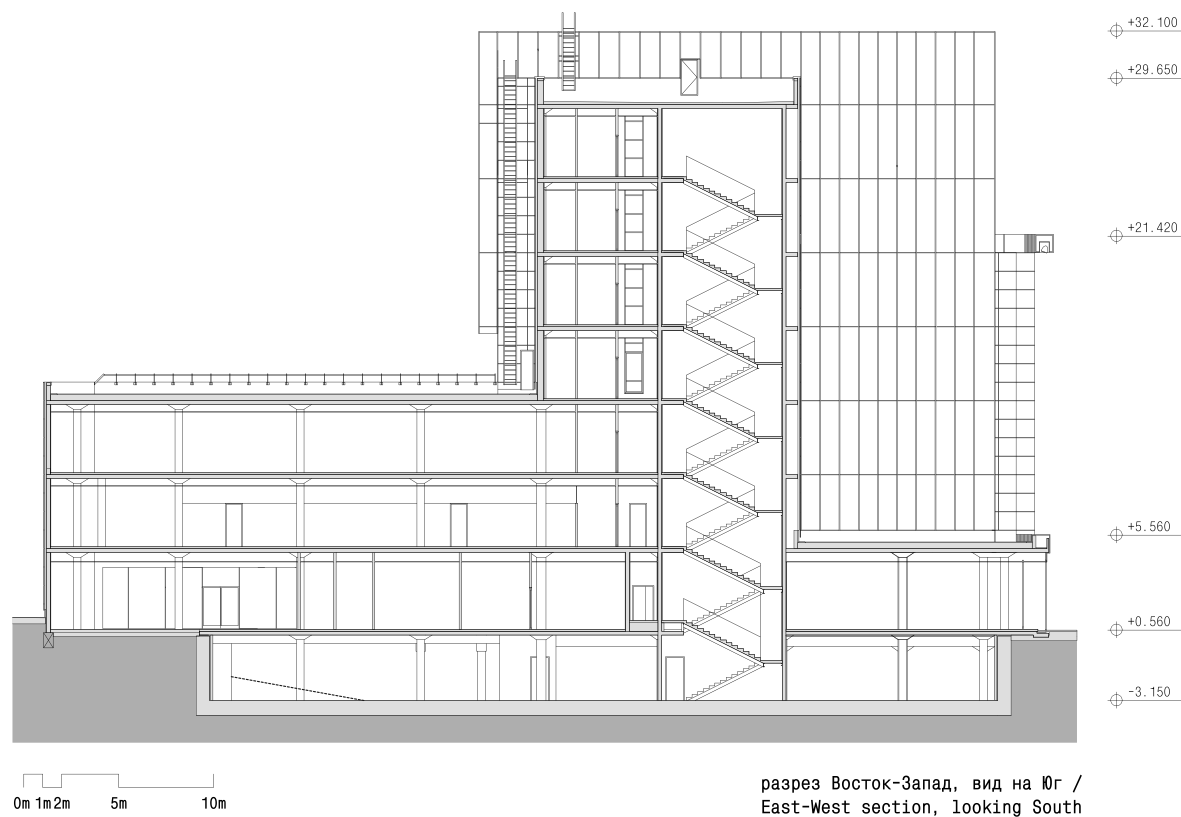 +32.100
+29.650
+21.420
+5.560
+0.560
-3.150
0m 1m 2m 5m 10m
разрез Восток-Запад, вид на Юг /
East-West section, looking South